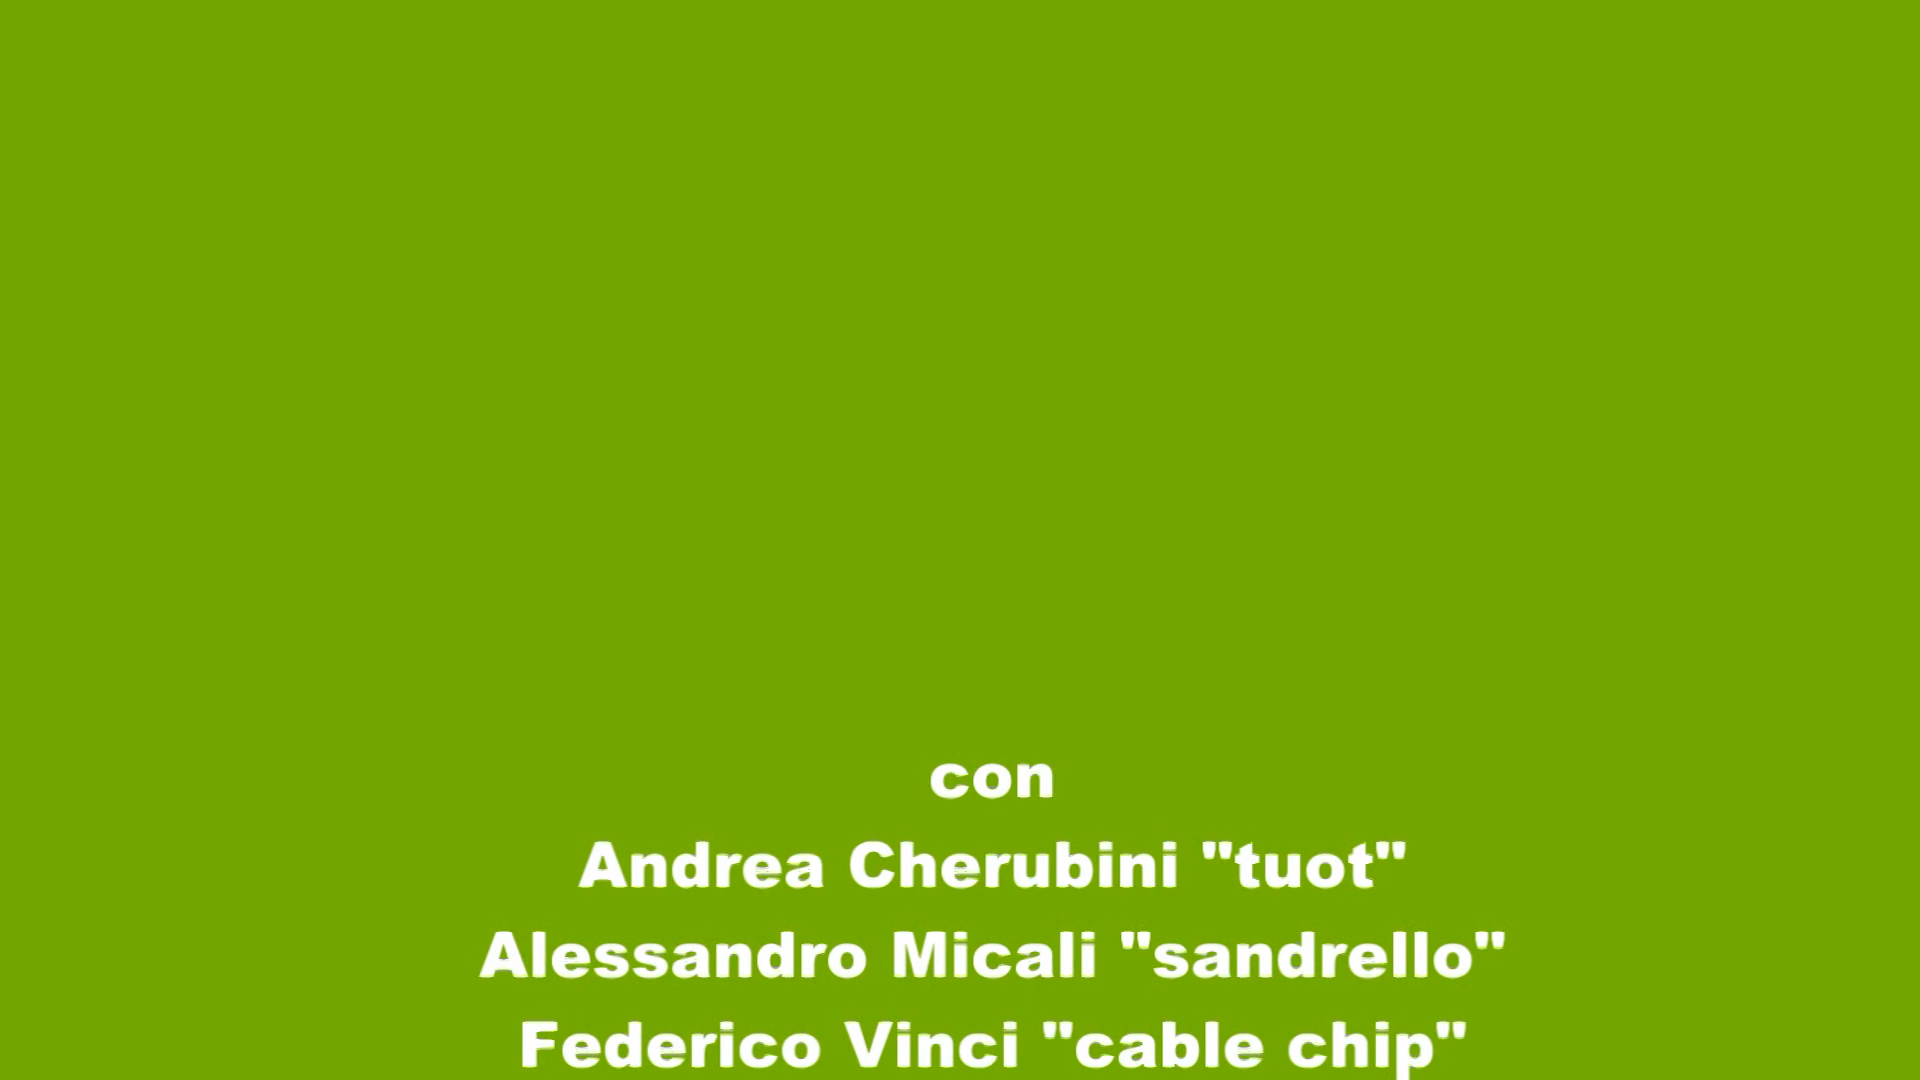 con
Andrea Cherubini "tuot"
Alessandro Micali "sandrello"
Federico Vinci "cable chip"